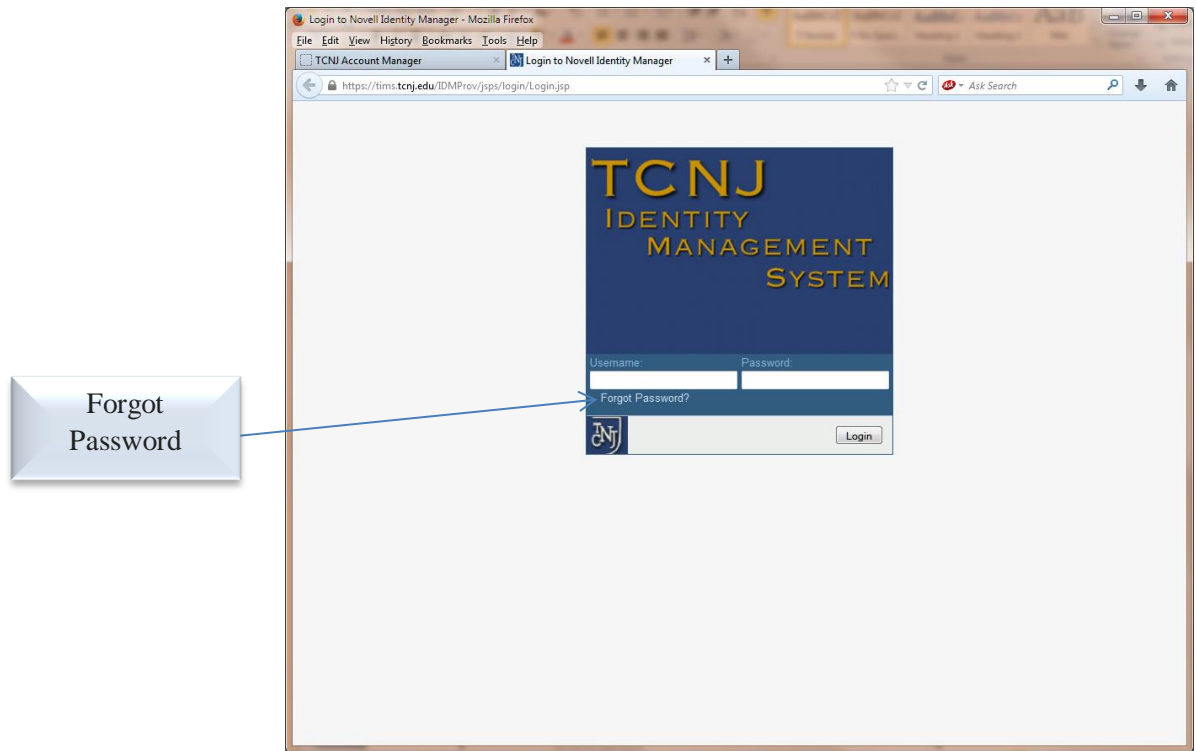 Login to Novell Identity Manager - Mozilla Firefox
File Edit View History Bookmarks Tools Help
TCNJ Account Manager × Login to Novell Identity Manager × +
https://tims.tcnj.edu/IDMProv/jsps/login/Login.jsp Ask Search
TCNJ
IDENTITY
MANAGEMENT
SYSTEM
Username: Password:
Forgot Password?
TCNJ Login
Forgot
Password